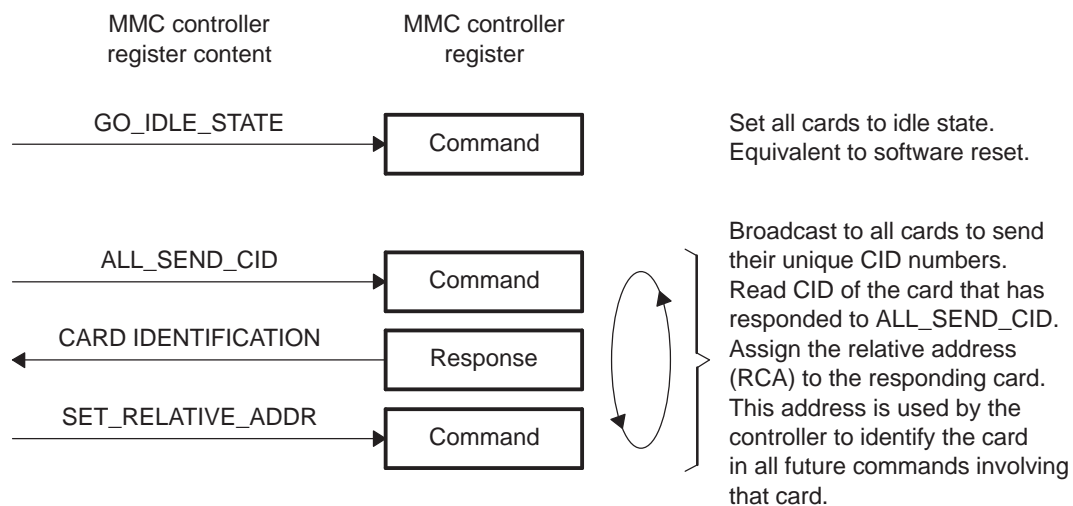 MMC controller
register content
MMC controller
register
GO_IDLE_STATE
Command
Set all cards to idle state.
Equivalent to software reset.
ALL_SEND_CID
Command
CARD IDENTIFICATION
Response
SET_RELATIVE_ADDR
Command
Broadcast to all cards to send
their unique CID numbers.
Read CID of the card that has
responded to ALL_SEND_CID.
Assign the relative address
(RCA) to the responding card.
This address is used by the
controller to identify the card
in all future commands involving
that card.